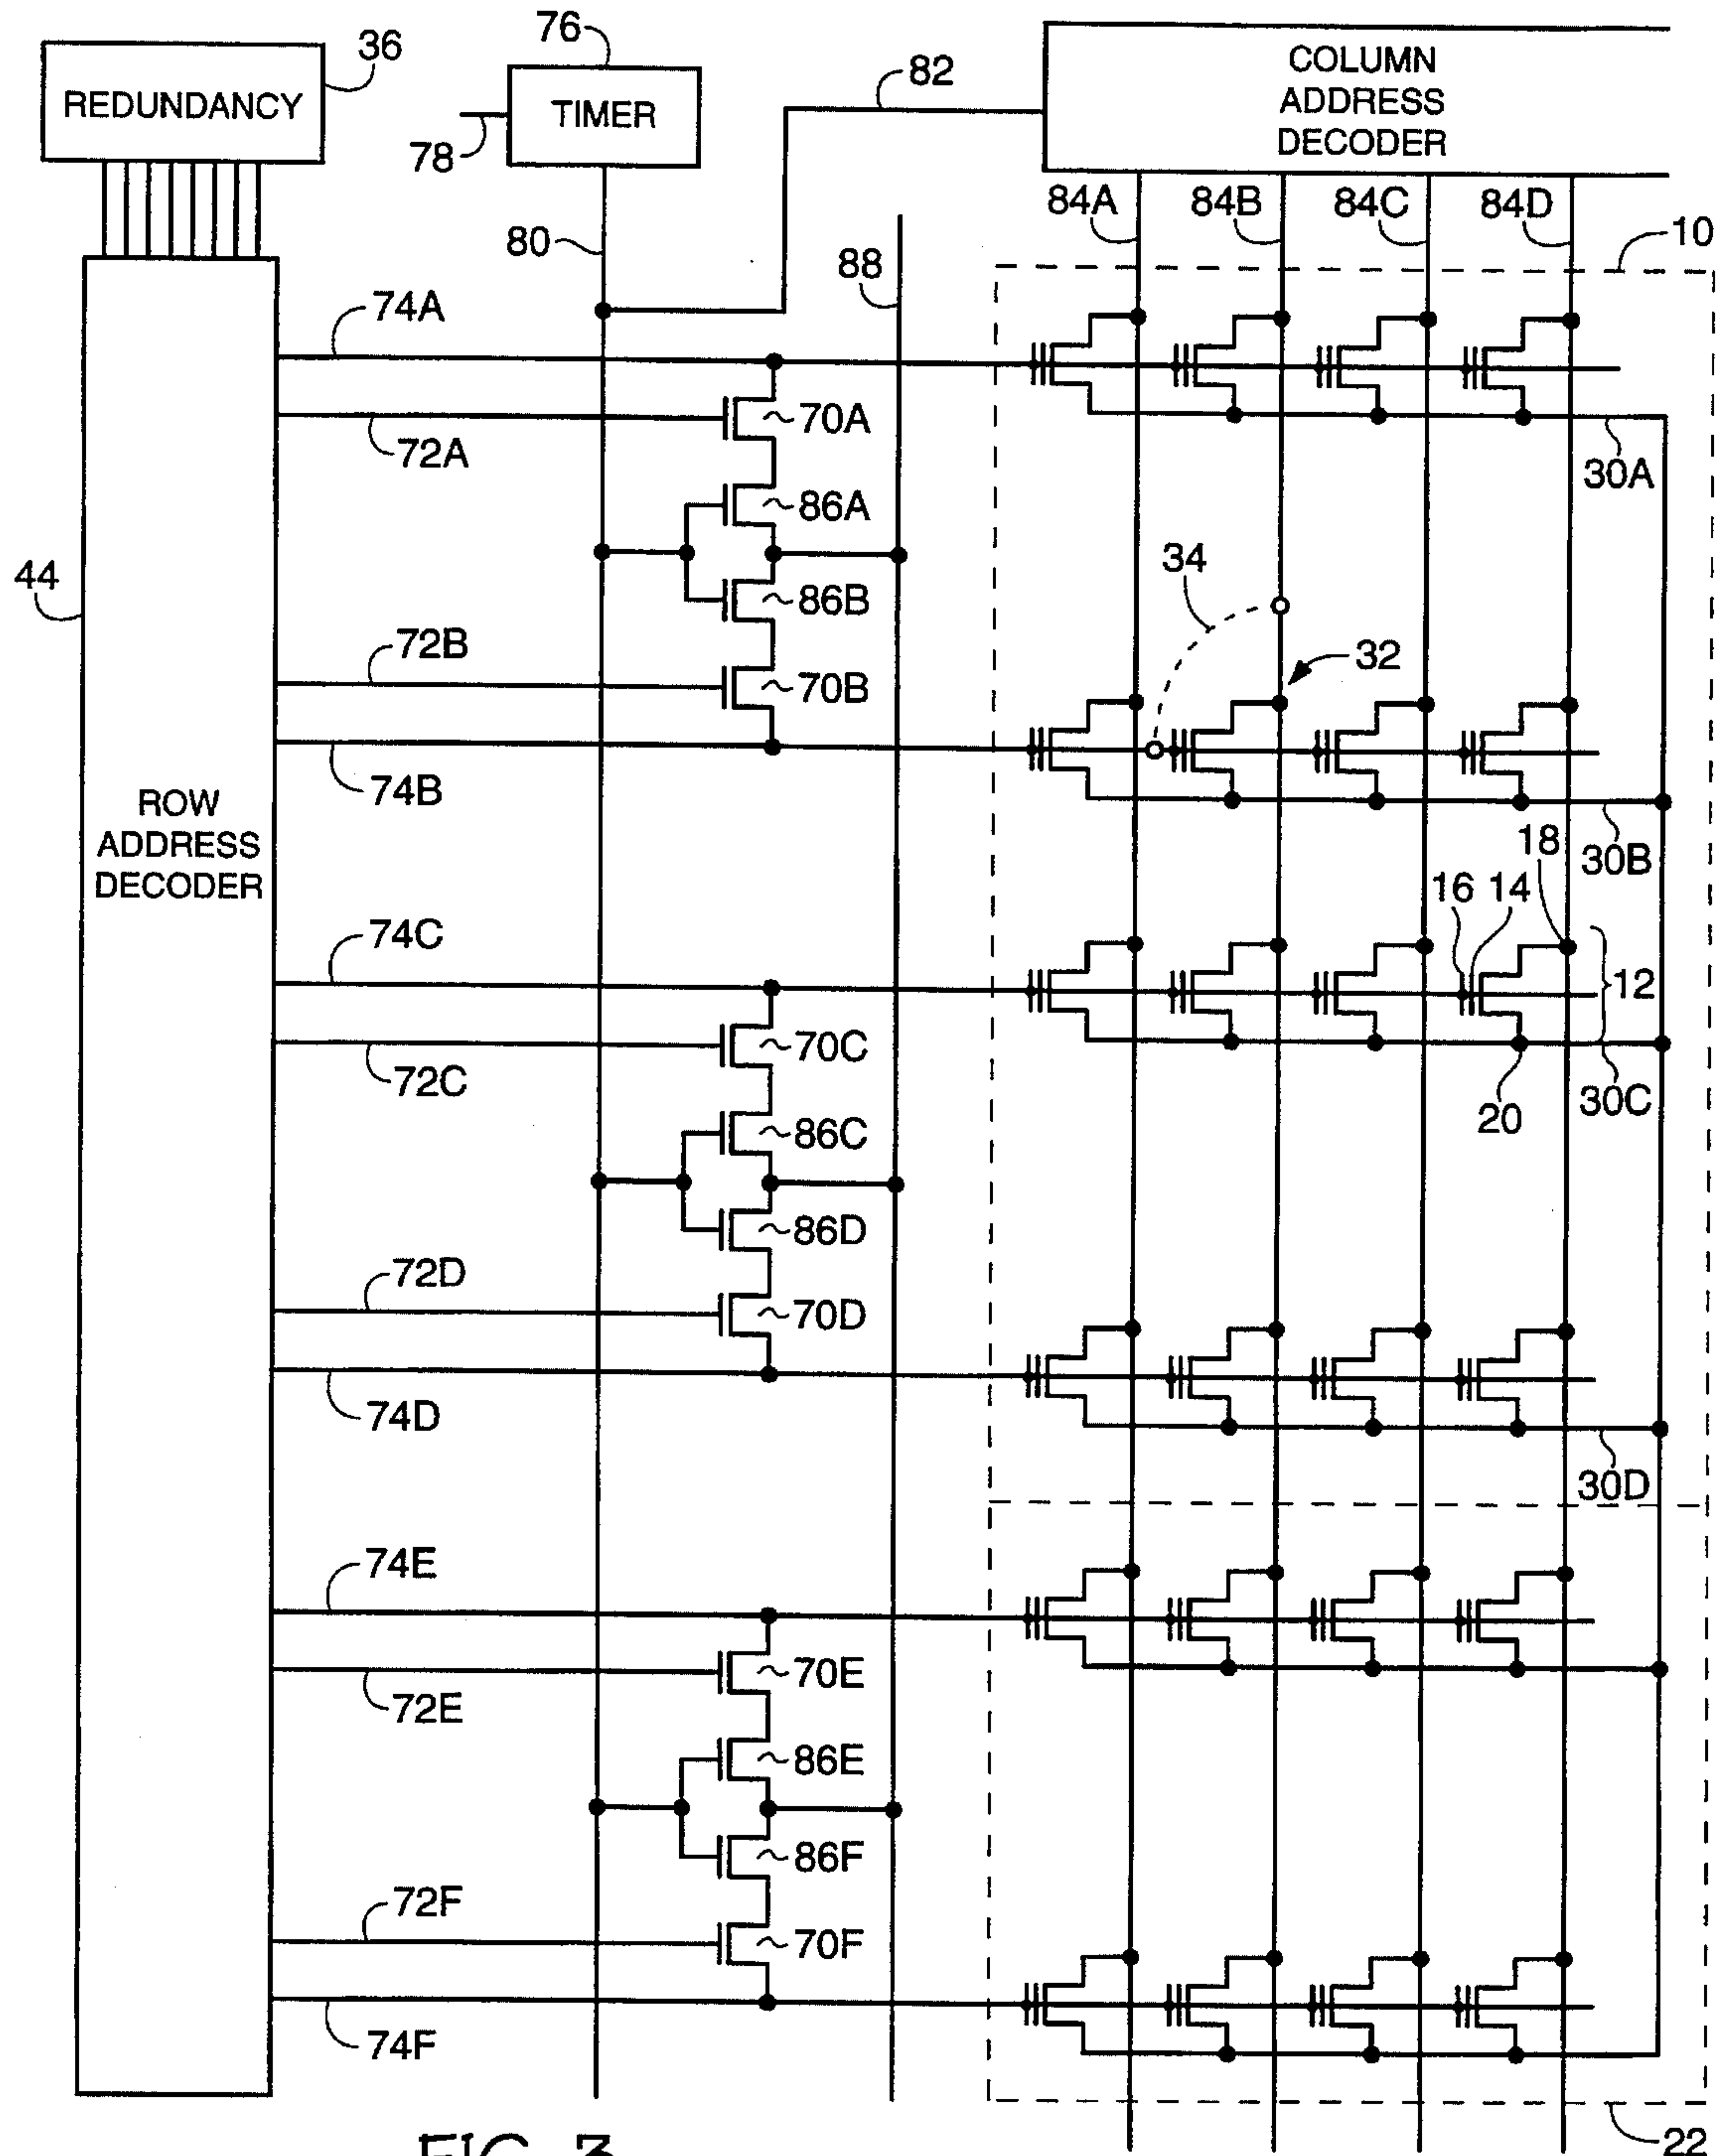 76
36
82
COLUMN
ADDRESS
DECODER
REDUNDANCY
TIMER
78
84A
84B
84C
84D
10
80
88
74A
70A
72A
30A
86A
34
44
86B
72B
32
70B
74B
ROW
ADDRESS
DECODER
18
30B
16
14
74C
12
70C
72C
30C
20
86C
86D
72D
70D
74D
30D
74E
70E
72E
86E
86F
72F
70F
74F
FIG. 3
22